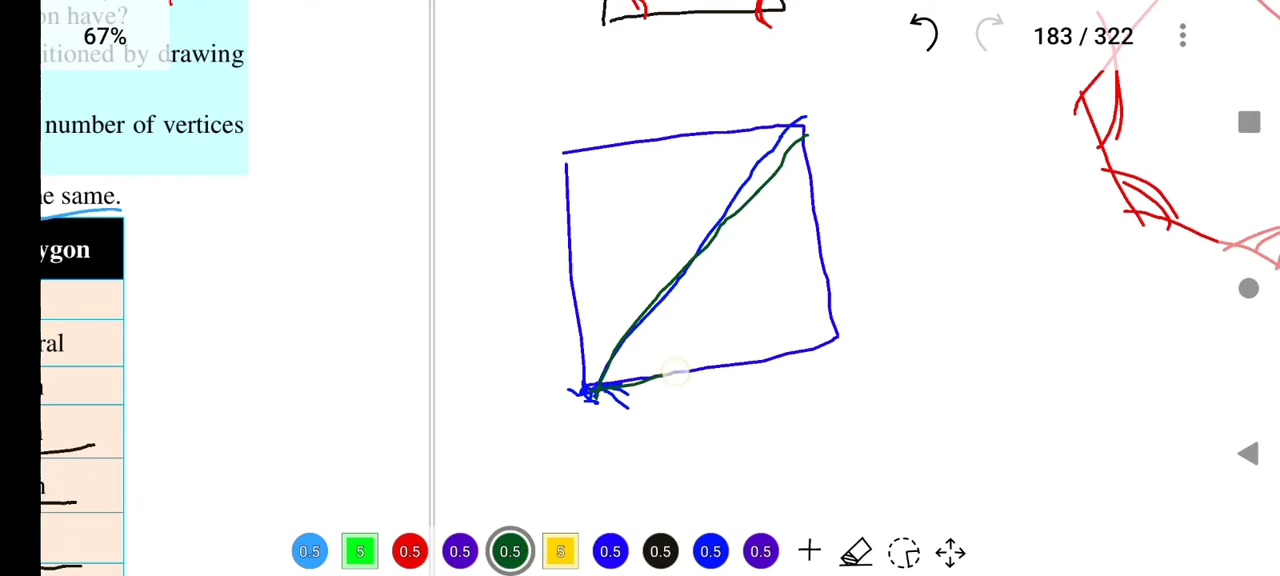 on have?
67%
itioned by drawing
183 / 322
number of vertices
e same.
ygon
ral
n
n
0.5 5 0.5 0.5 0.5 5 0.5 0.5 0.5 0.5